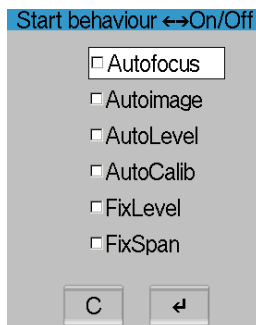 Start behaviour ↔On/Off
Autofocus
Autoimage
AutoLevel
AutoCalib
FixLevel
FixSpan
C ↲